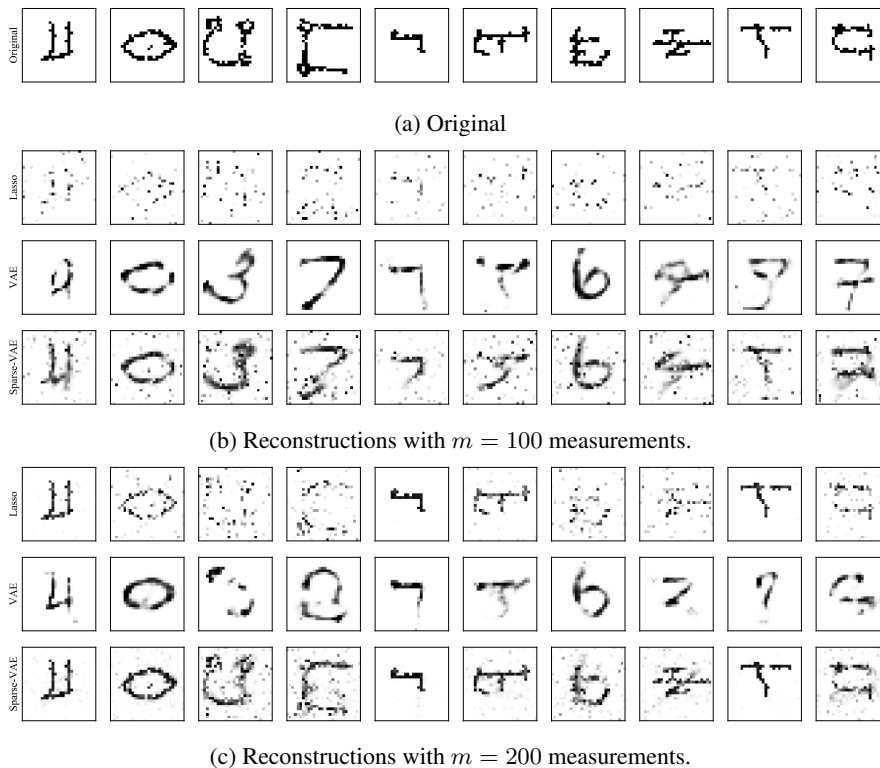 Original
(a) Original
Lasso
VAE
Sparse-VAE
(b) Reconstructions with m = 100 measurements.
Lasso
VAE
Sparse-VAE
(c) Reconstructions with m = 200 measurements.